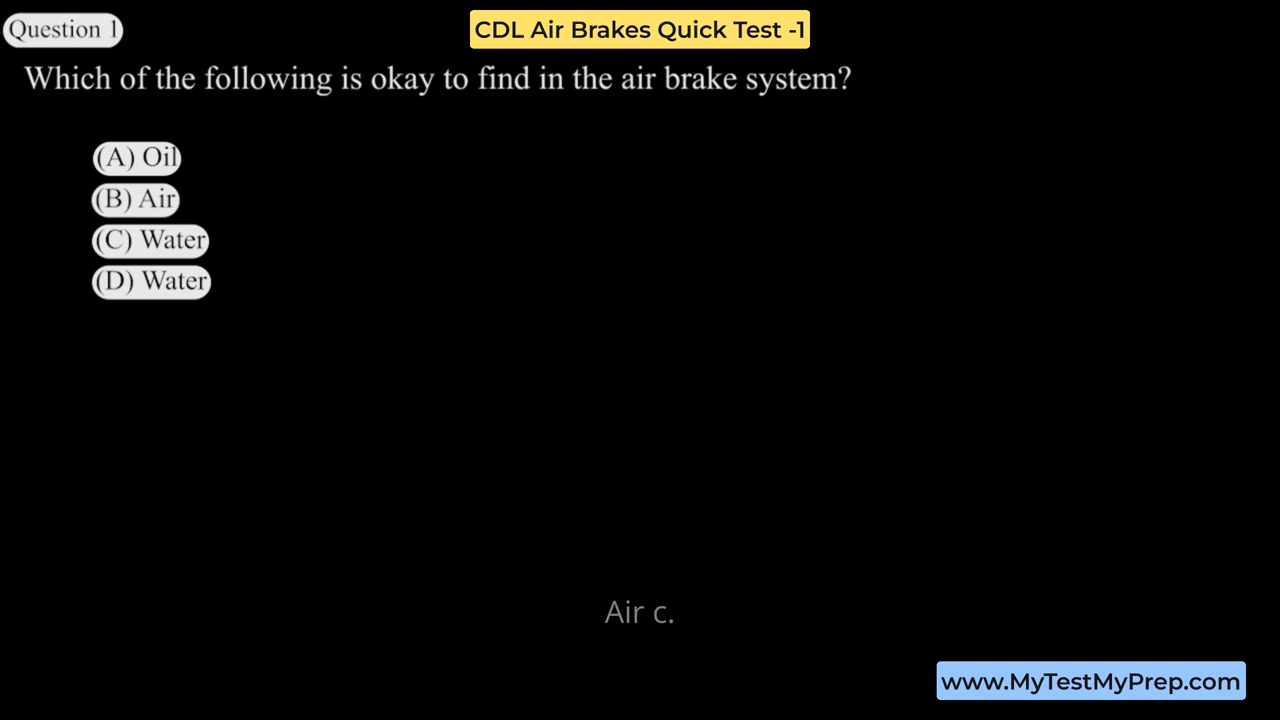 Question 1
CDL Air Brakes Quick Test -1
Which of the following is okay to find in the air brake system?
(A) Oil
(B) Air
(C) Water
(D) Water
Air c.
www.MyTestMyPrep.com